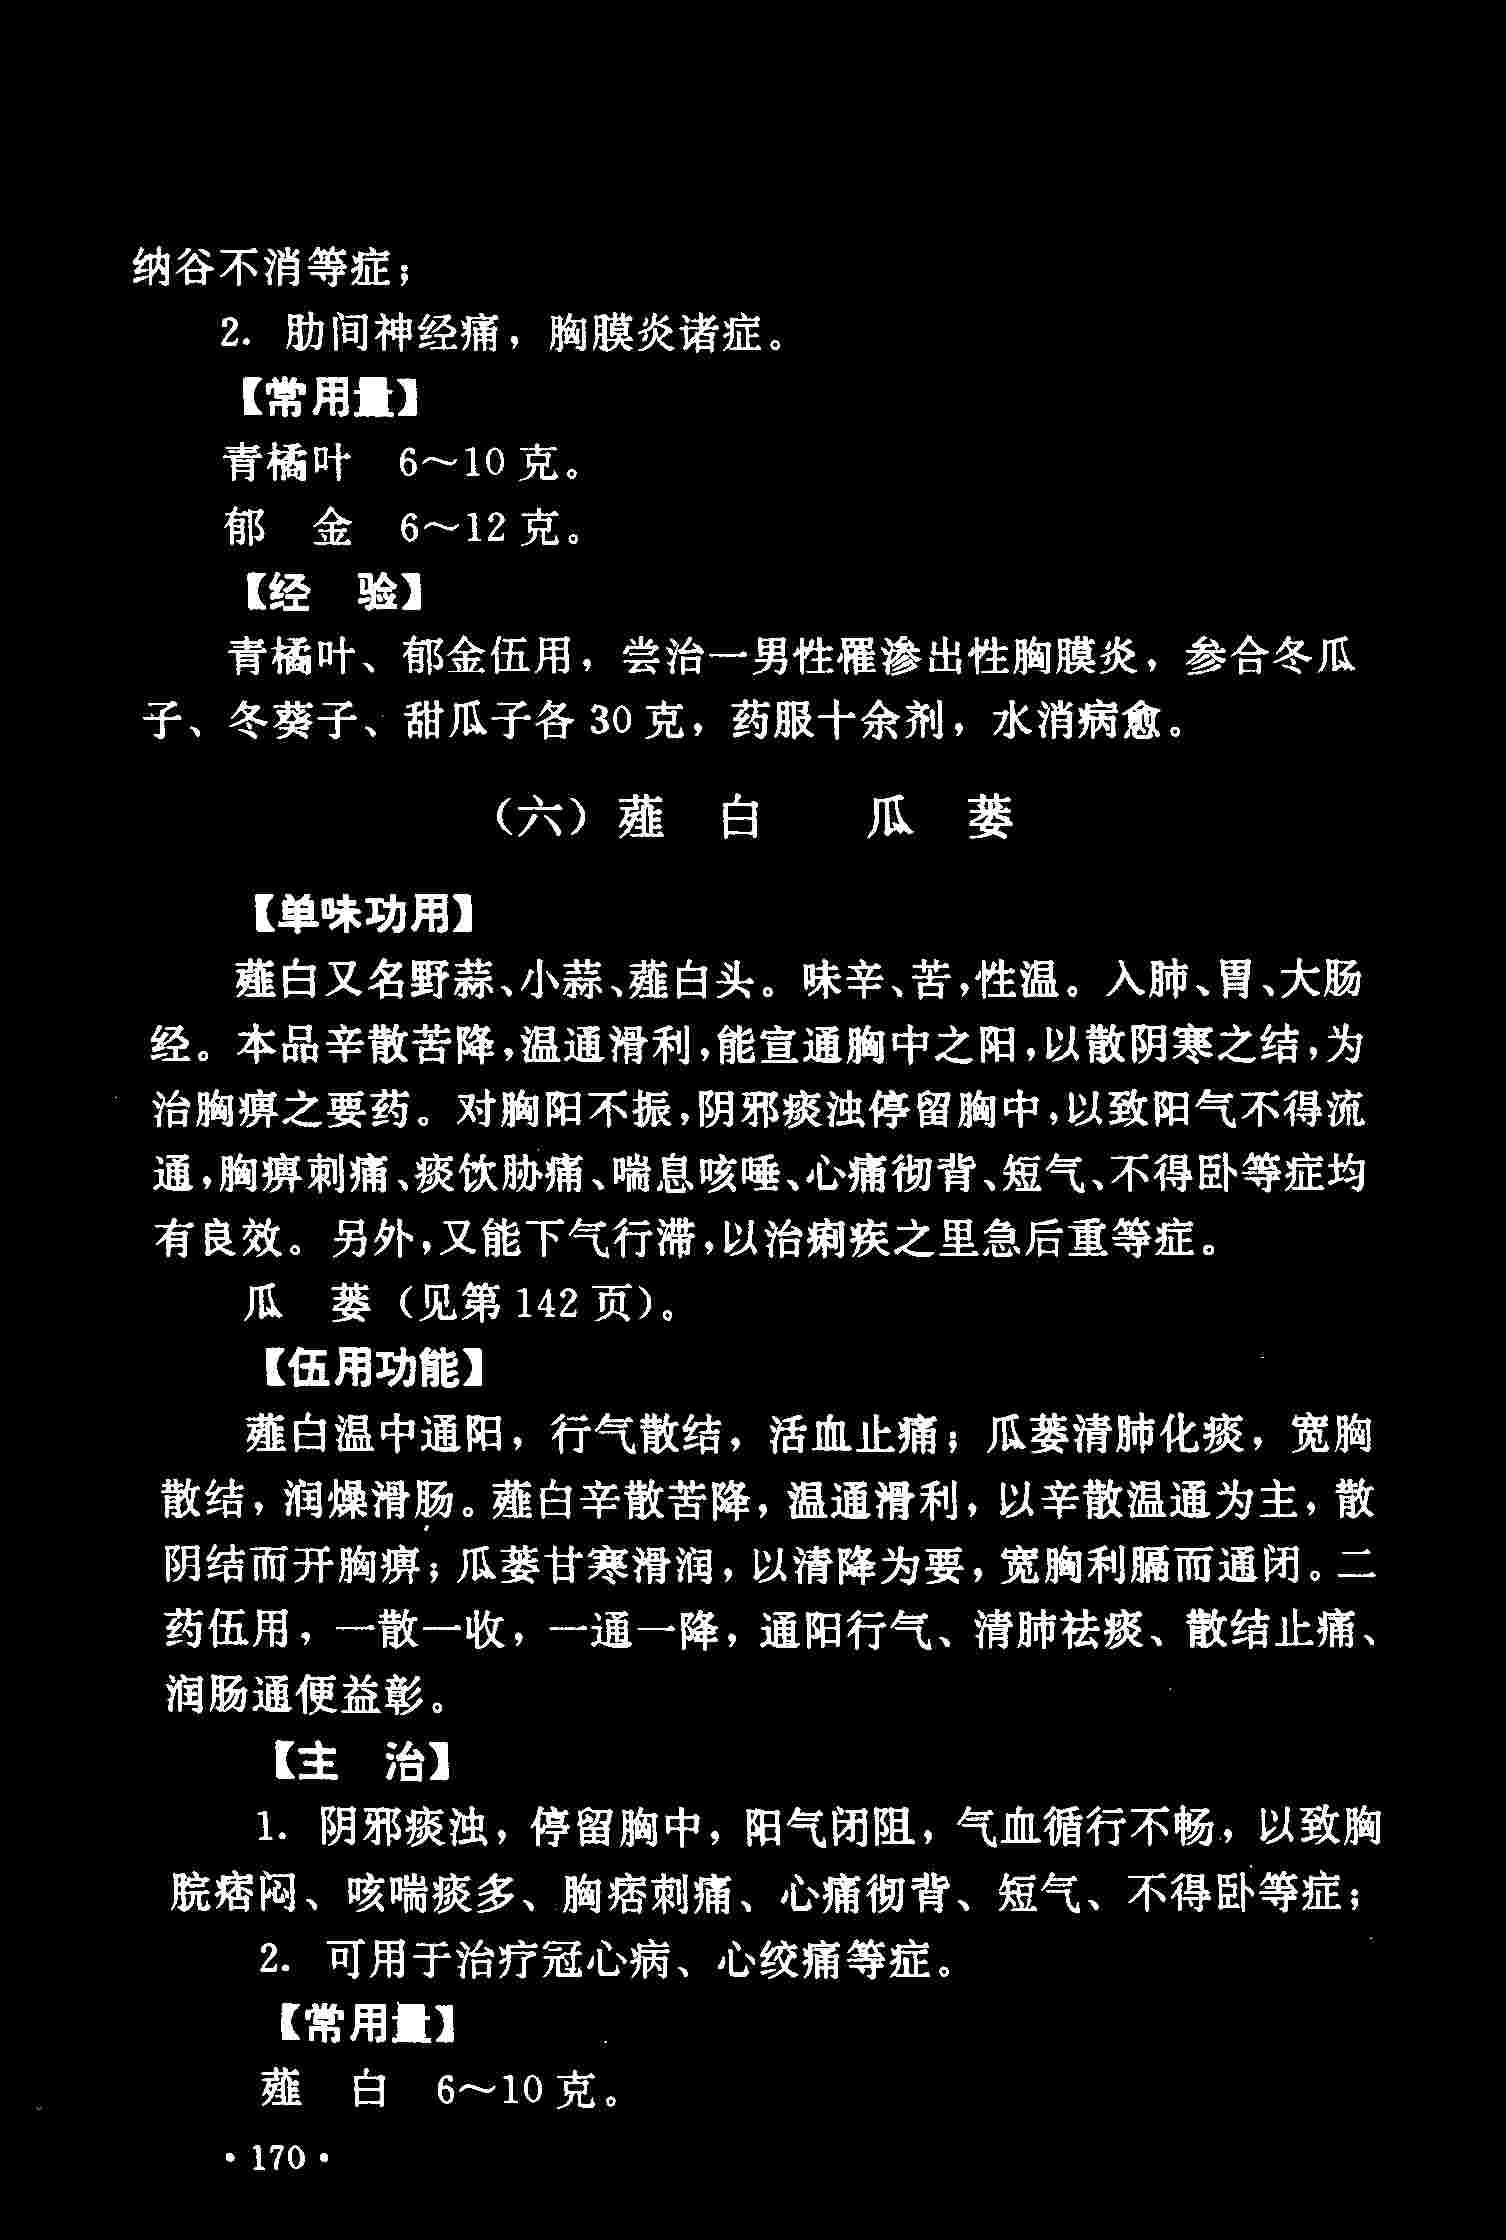 纳谷不消等症；
2. 肋间神经痛，胸膜炎诸症。
【常用量】
青橘叶 6～10 克。
郁 金 6～12 克。
【经 验】
青橘叶、郁金伍用，尝治一男性罹渗出性胸膜炎，参合冬瓜
子、冬葵子、甜瓜子各 30 克，药服十余剂，水消病愈。
（六）薤 白 瓜 蒌
【单味功用】
薤白又名野蒜、小蒜、薤白头。味辛、苦，性温。入肺、胃、大肠
经。本品辛散苦降，温通滑利，能宣通胸中之阳，以散阴寒之结，为
治胸痹之要药。对胸阳不振，阴邪痰浊停留胸中，以致阳气不得流
通，胸痹刺痛、痰饮胁痛、喘息咳唾、心痛彻背、短气、不得卧等症均
有良效。另外，又能下气行滞，以治痢疾之里急后重等症。
瓜 蒌（见第 142 页）。
【伍用功能】
薤白温中通阳，行气散结，活血止痛；瓜蒌清肺化痰，宽胸
散结，润燥滑肠。薤白辛散苦降，温通滑利，以辛散温通为主，散
阴结而开胸痹；瓜蒌甘寒滑润，以清降为要，宽胸利膈而通闭。二
药伍用，一散一收，一通一降，通阳行气、清肺祛痰、散结止痛、
润肠通便益彰。
【主 治】
1. 阴邪痰浊，停留胸中，阳气闭阻，气血循行不畅，以致胸
脘痞闷、咳喘痰多、胸痞刺痛、心痛彻背、短气、不得卧等症；
2. 可用于治疗冠心病、心绞痛等症。
【常用量】
薤 白 6～10 克。
· 170 ·